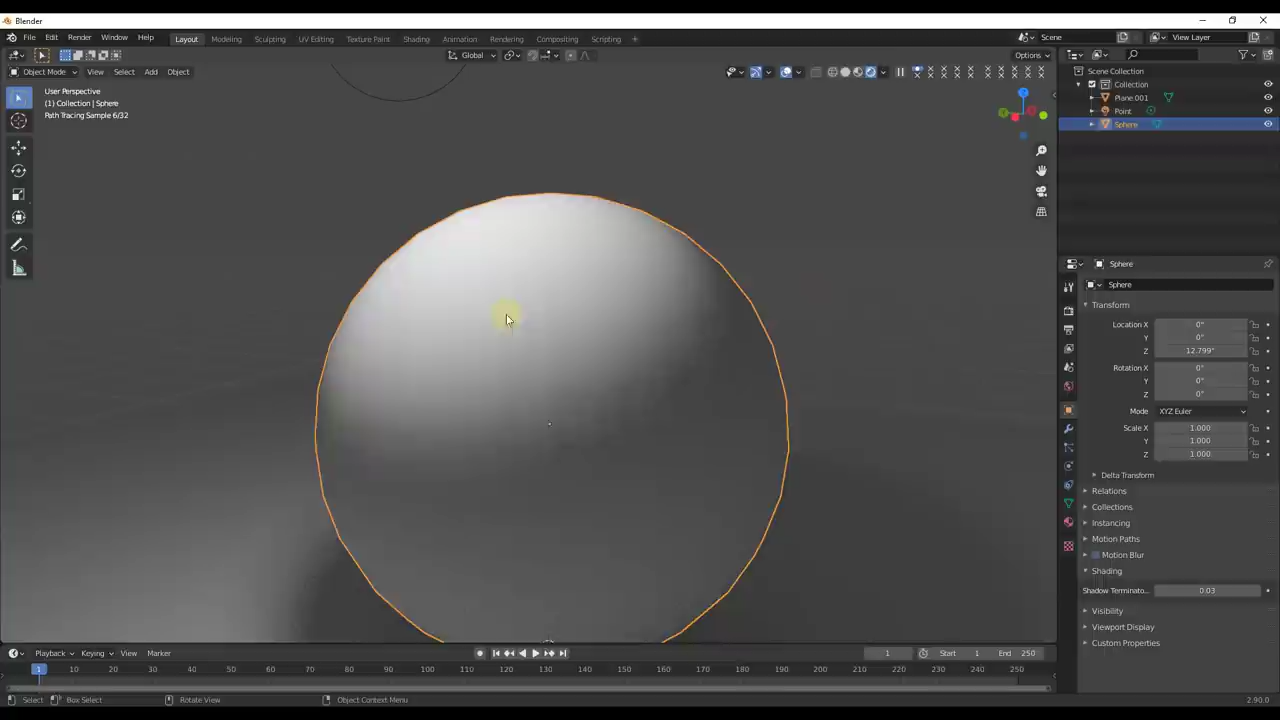 Blender
File Edit Render Window Help Layout Modeling Sculpting UV Editing Texture Paint Shading Animation Rendering Compositing Scripting + Scene View Layer
Global Options
Object Mode View Select Add Object
User Perspective
(1) Collection | Sphere
Path Tracing Sample 6/32
Scene Collection
Collection
Plane.001
Point
Sphere
Sphere
Sphere
Transform
Location X 0"
Y 0"
Z 12.799"
Rotation X 0°
Y 0°
Z 0°
Mode XYZ Euler
Scale X 1.000
Y 1.000
Z 1.000
Delta Transform
Relations
Collections
Instancing
Motion Paths
Motion Blur
Shading
Shadow Terminato... 0.03
Visibility
Viewport Display
Custom Properties
Playback Keying View Marker 1 Start 1 End 250
1 10 20 30 40 50 60 70 80 90 100 110 120 130 140 150 160 170 180 190 200 210 220 230 240 250
Select Box Select Rotate View Object Context Menu 2.90.0